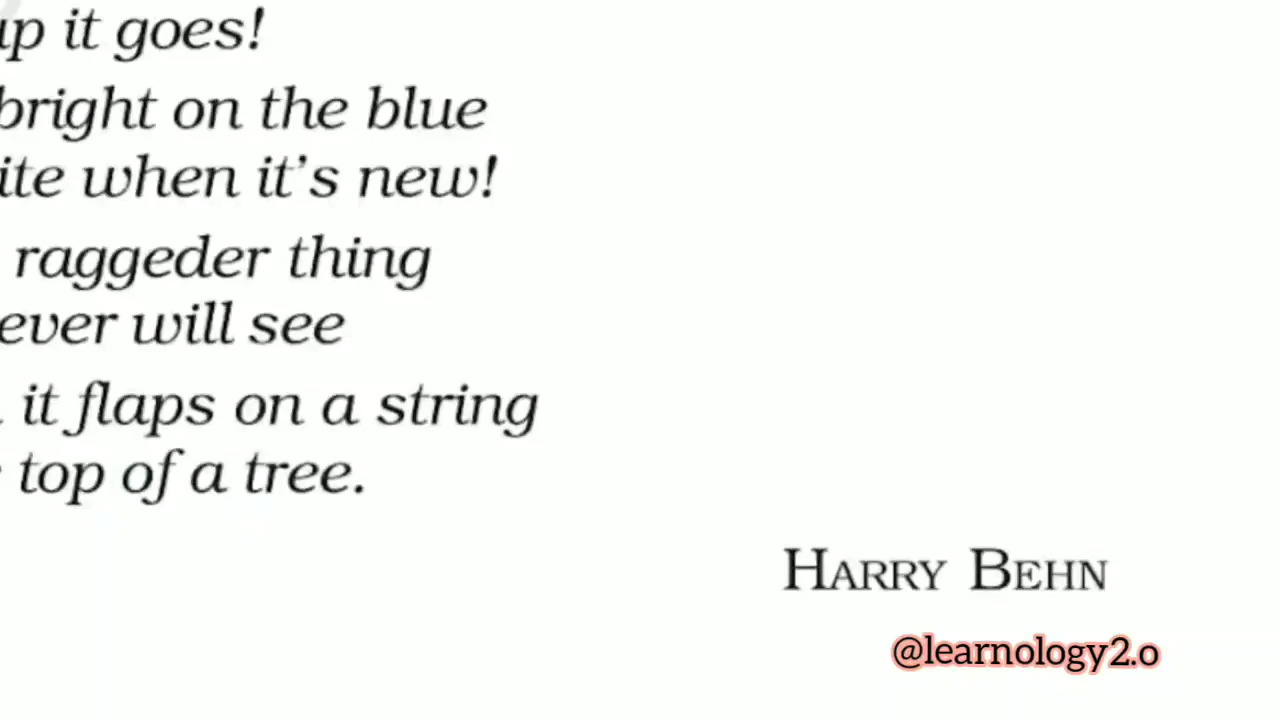 up it goes!
bright on the blue
ite when it's new!
raggeder thing
ever will see
it flaps on a string
top of a tree.
HARRY BEHN
@learnology2.o